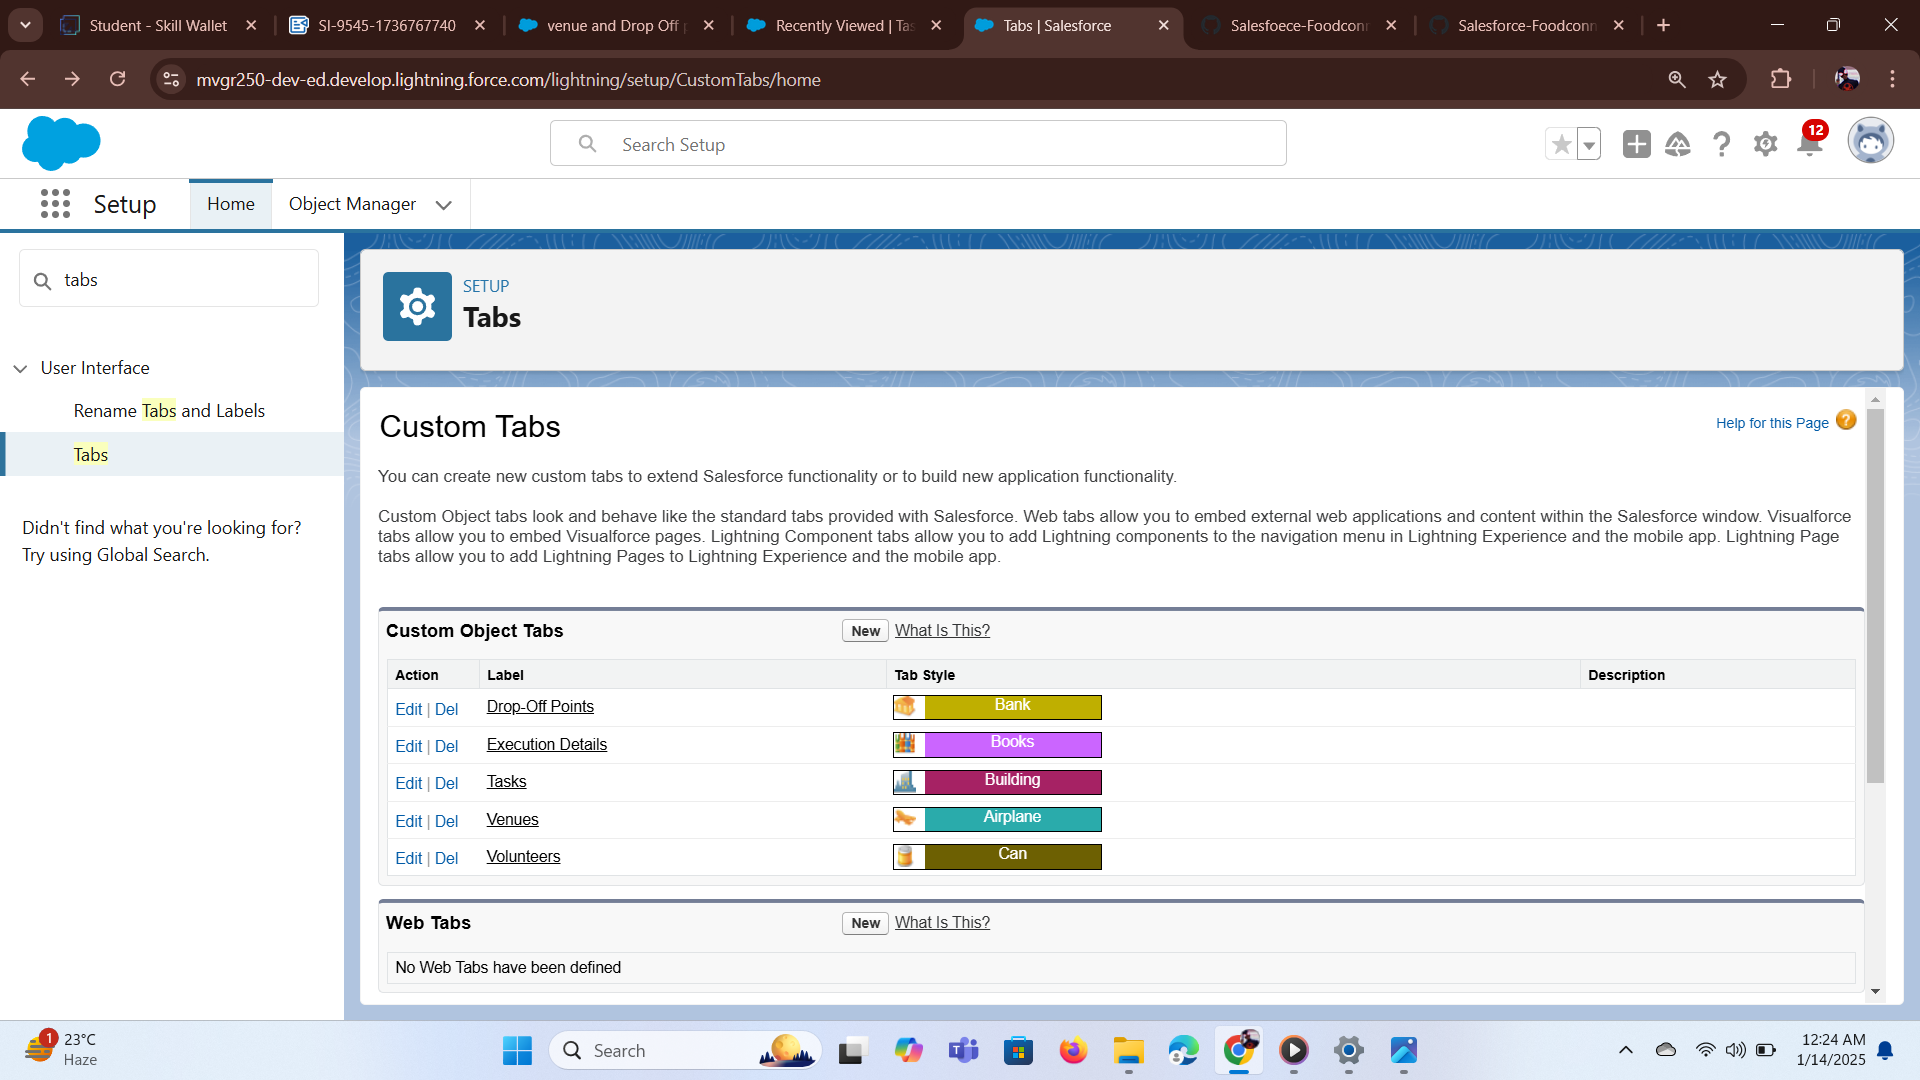 Student - Skill Wallet
SI-9545-1736767740
venue and Drop Off
Recently Viewed | Tas
Tabs | Salesforce
Salesfoece-Foodconn
Salesforce-Foodconn
mvgr250-dev-ed.develop.lightning.force.com/lightning/setup/CustomTabs/home
Search Setup
12
Setup
Home
Object Manager
tabs
User Interface
Rename Tabs and Labels
Tabs
Didn't find what you're looking for?
Try using Global Search.
SETUP
Tabs
Custom Tabs
Help for this Page
You can create new custom tabs to extend Salesforce functionality or to build new application functionality.
Custom Object tabs look and behave like the standard tabs provided with Salesforce. Web tabs allow you to embed external web applications and content within the Salesforce window. Visualforce
tabs allow you to embed Visualforce pages. Lightning Component tabs allow you to add Lightning components to the navigation menu in Lightning Experience and the mobile app. Lightning Page
tabs allow you to add Lightning Pages to Lightning Experience and the mobile app.
Custom Object Tabs New What Is This?
Action Label Tab Style Description
Edit | Del Drop-Off Points Bank
Edit | Del Execution Details Books
Edit | Del Tasks Building
Edit | Del Venues Airplane
Edit | Del Volunteers Can
Web Tabs New What Is This?
No Web Tabs have been defined
1
23°C
Haze
Search
12:24 AM
1/14/2025